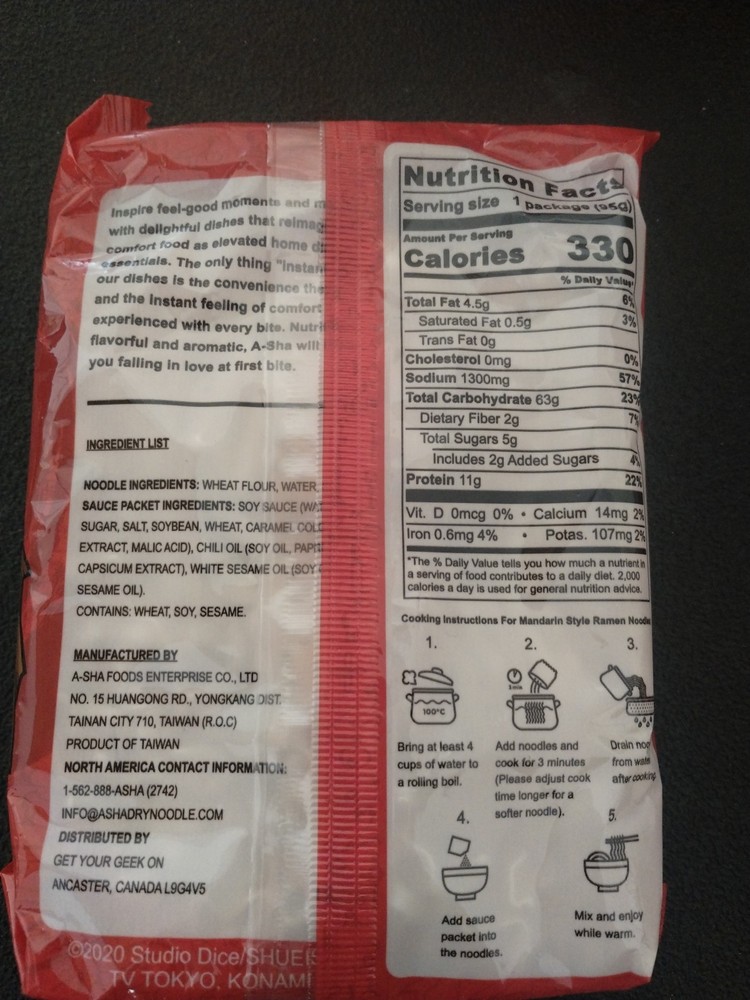 Inspire feel-good moments and
with delightful dishes that
comfort food as elevated home
essentials. The only thing
our dishes is the convenience
and the instant feeling of comfort
experienced with every bite.
flavorful and aromatic, A-Sha will
you falling in love at first bite.
INGREDIENT LIST
NOODLE INGREDIENTS: WHEAT FLOUR, WATER
SAUCE PACKET INGREDIENTS: SOY SAUCE
SUGAR, SALT, SOYBEAN, WHEAT, CARAMEL
EXTRACT, MALIC ACID), CHILI OIL (SOY OIL,
CAPSICUM EXTRACT), WHITE SESAME OIL (SOY
SESAME OIL).
CONTAINS: WHEAT, SOY, SESAME.
MANUFACTURED BY
A-SHA FOODS ENTERPRISE CO., LTD
NO. 15 HUANGONG RD., YONGKANG DIST.
TAINAN CITY 710, TAIWAN (R.O.C)
PRODUCT OF TAIWAN
NORTH AMERICA CONTACT INFORMATION:
1-562-888-ASHA (2742)
INFO@ASHADRYNOODLE.COM
DISTRIBUTED BY
GET YOUR GEEK ON
ANCASTER, CANADA L9G4V5
©2020 Studio Dice/
TV TOKYO, KONAMI
Nutrition Facts
Serving size 1 package (95G)
Amount Per Serving
Calories 330
% Daily Value*
Total Fat 4.5g 6%
Saturated Fat 0.5g 3%
Trans Fat 0g
Cholesterol 0mg 0%
Sodium 1300mg 57%
Total Carbohydrate 63g 23%
Dietary Fiber 2g 7%
Total Sugars 5g
Includes 2g Added Sugars 4%
Protein 11g 22%
Vit. D 0mcg 0% • Calcium 14mg 2%
Iron 0.6mg 4% • Potas. 107mg 2%
*The % Daily Value tells you how much a nutrient in
a serving of food contributes to a daily diet. 2,000
calories a day is used for general nutrition advice.
Cooking Instructions For Mandarin Style Ramen Noodles
1.
100°C
Bring at least 4
cups of water to
a rolling boil.
2.
3min
Add noodles and
cook for 3 minutes
(Please adjust cook
time longer for a
softer noodle).
3.
Drain
from water
after cooking
4.
Add sauce
packet into
the noodles.
5.
Mix and enjoy
while warm.